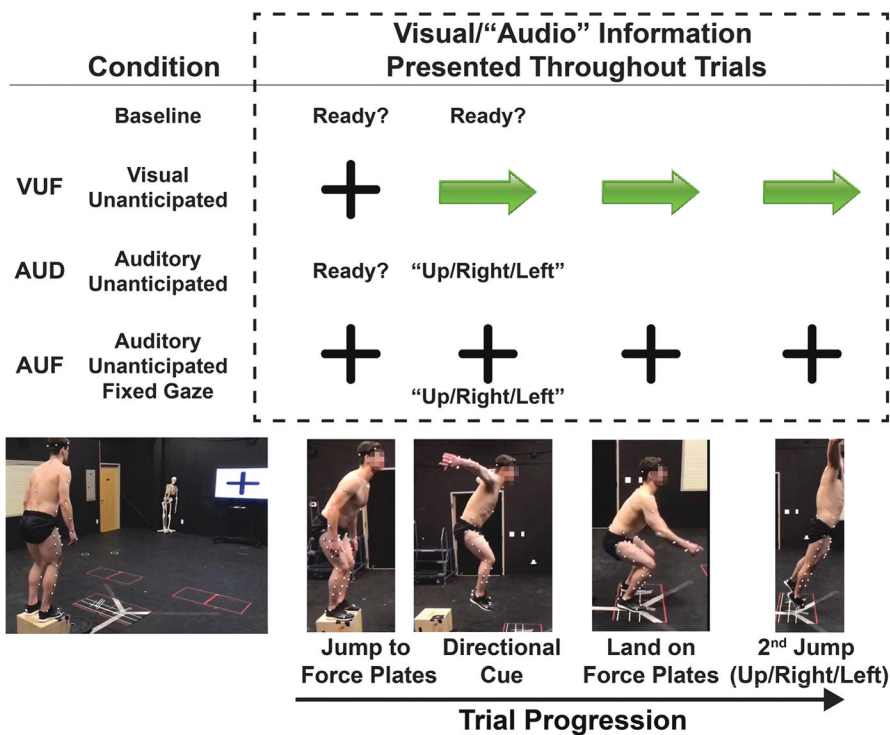 Visual/“Audio” Information
Condition Presented Throughout Trials
Baseline Ready? Ready?
VUF Visual
Unanticipated
AUD Auditory
Unanticipated Ready? “Up/Right/Left”
AUF Auditory
Unanticipated
Fixed Gaze “Up/Right/Left”
Jump to
Force Plates
Directional
Cue
Land on
Force Plates
2nd Jump
(Up/Right/Left)
Trial Progression